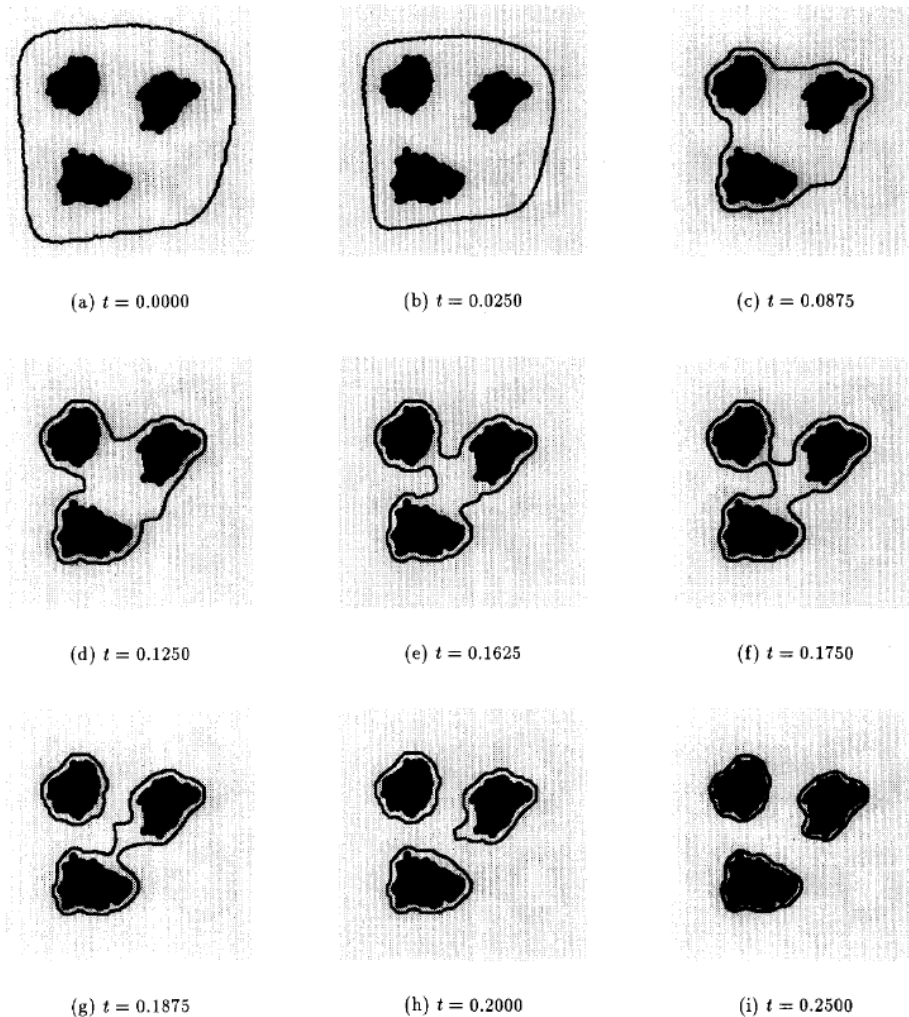 (a) t = 0.0000
(b) t = 0.0250
(c) t = 0.0875
(d) t = 0.1250
(e) t = 0.1625
(f) t = 0.1750
(g) t = 0.1875
(h) t = 0.2000
(i) t = 0.2500